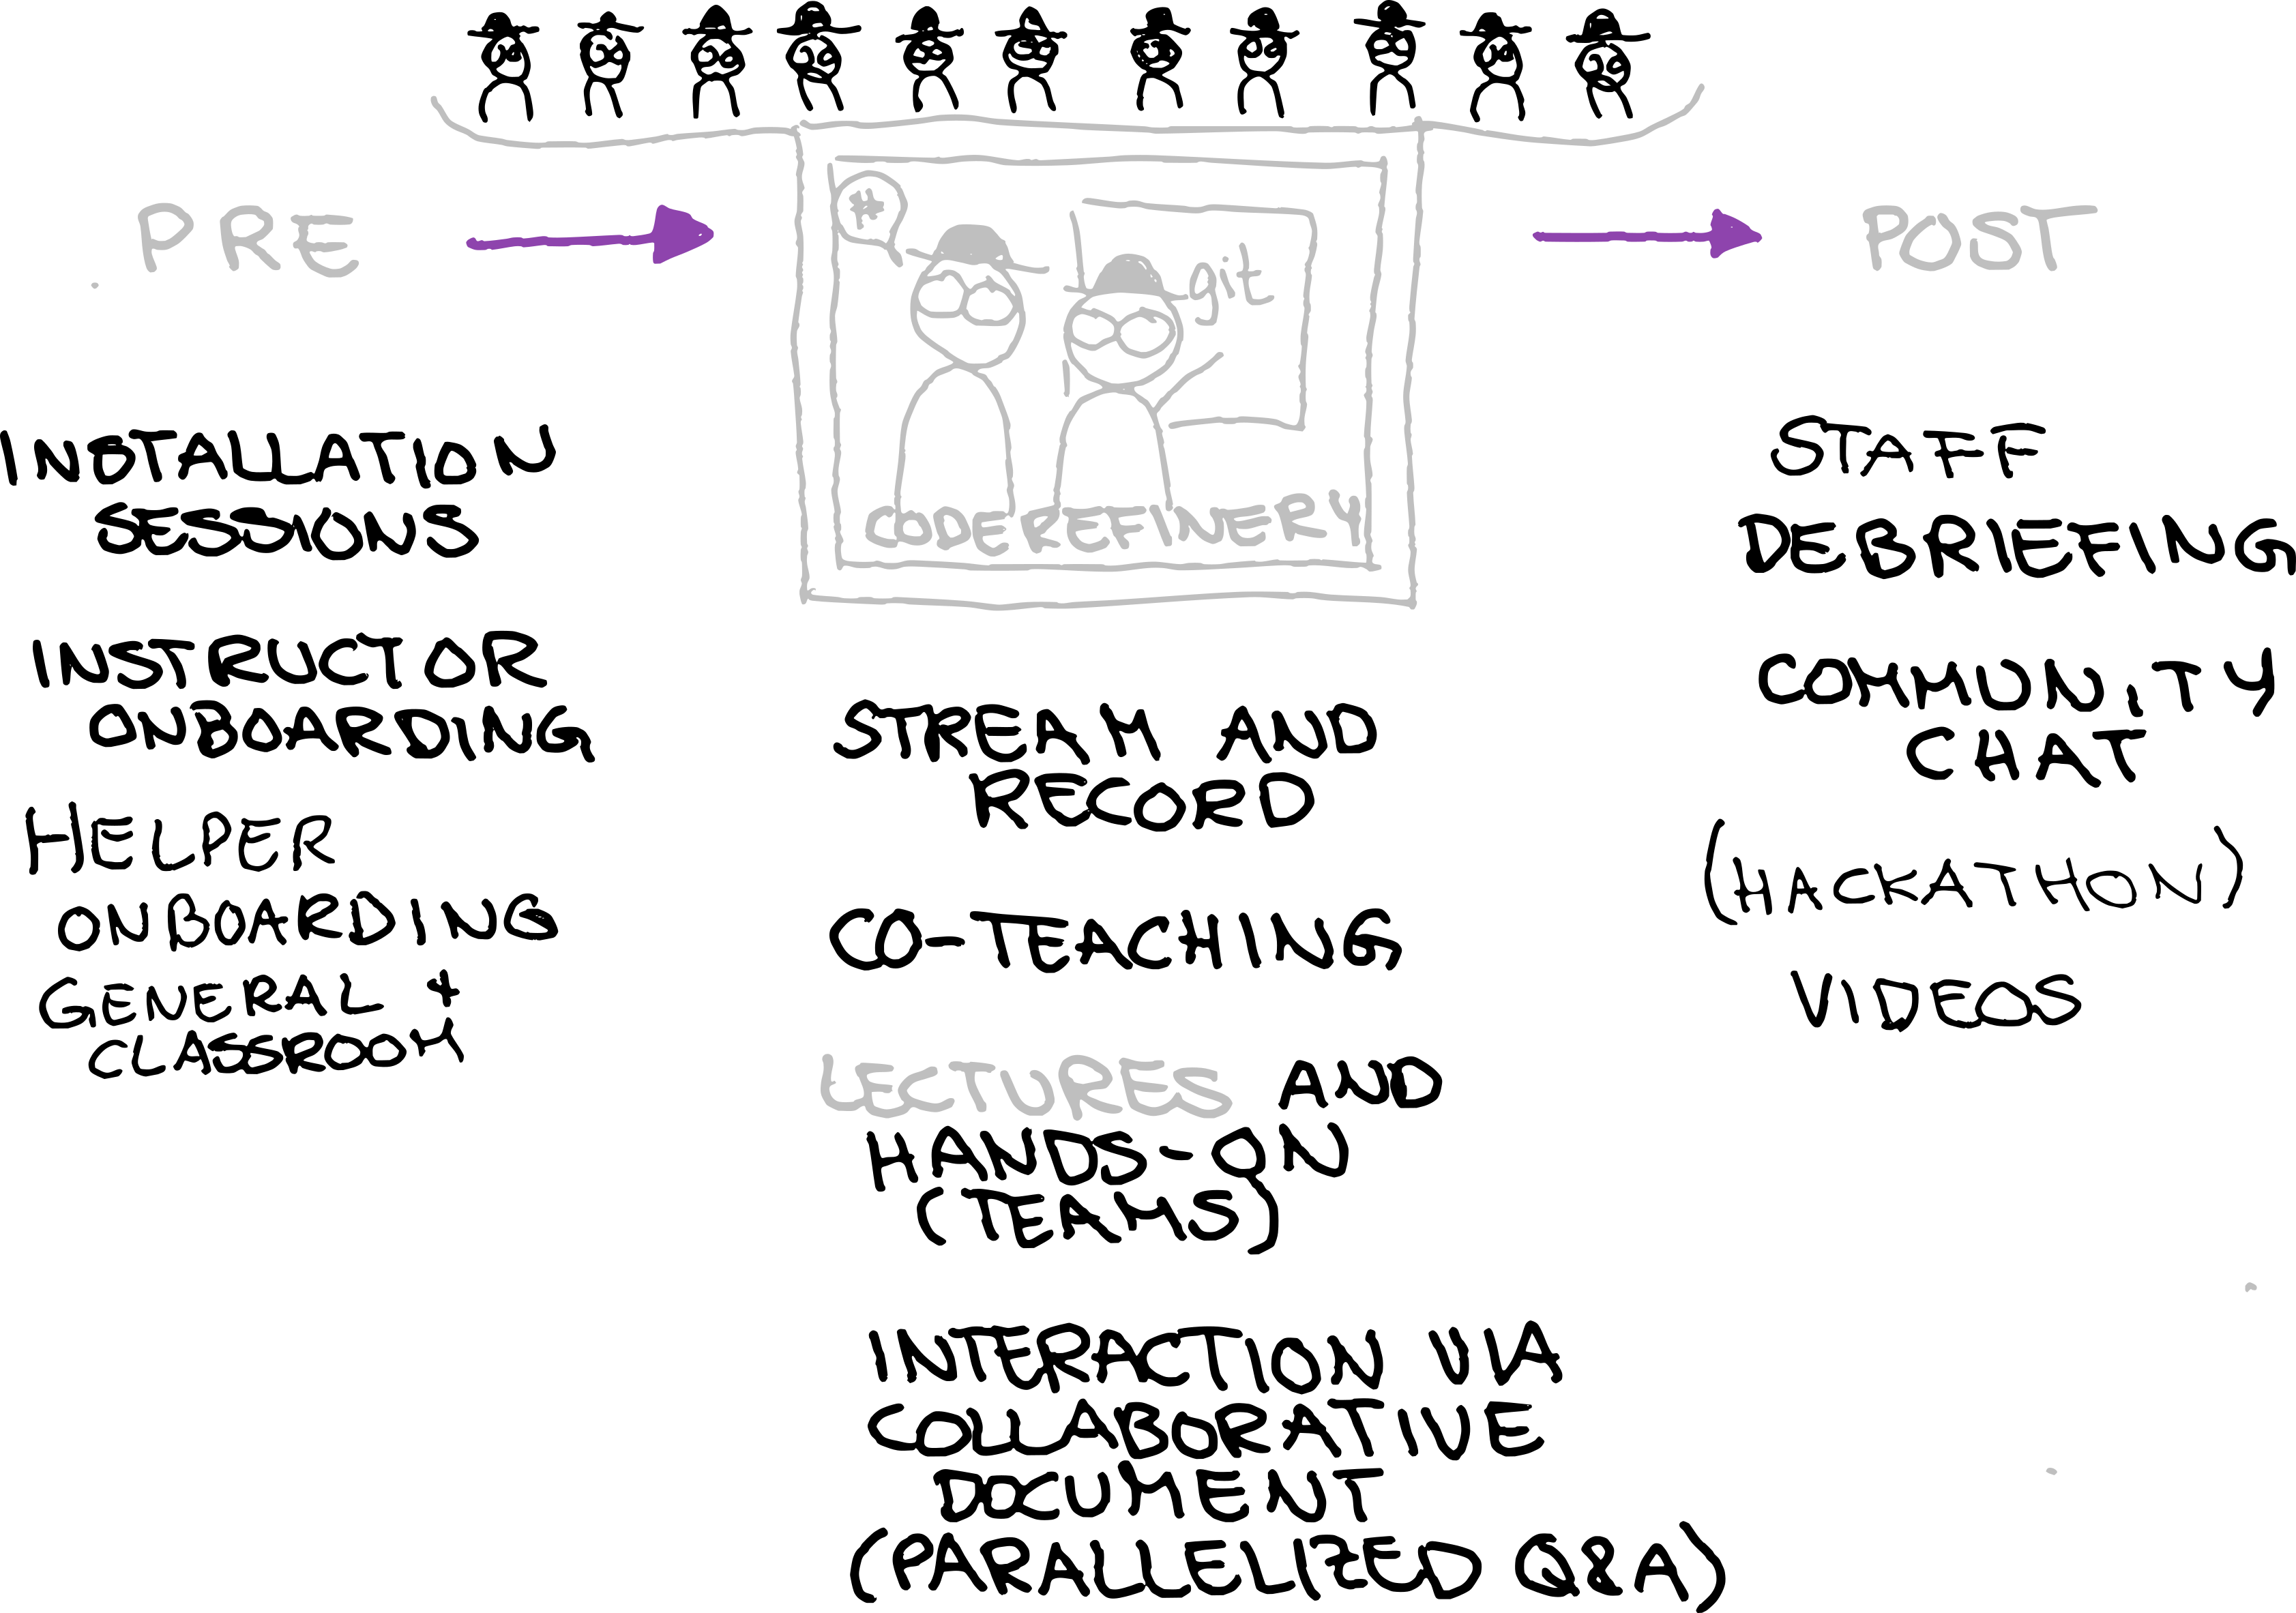 #
git
CODEREFINERY
PRE
POST
INSTALLATION
SESSIONS
INSTRUCTOR
ONBOARDING
HELPER
ONBOARDING
GENERAL +
CLASSROOM
STREAM AND
RECORD
CO-TEACHING
LECTURES AND
HANDS-ON
(TEAMS)
INTERACTION VIA
COLLABORATIVE
DOCUMENT
(PARALLELIZED Q&A)
STAFF
DEBRIEFING
COMMUNITY
CHAT
(HACKATHON)
VIDEOS